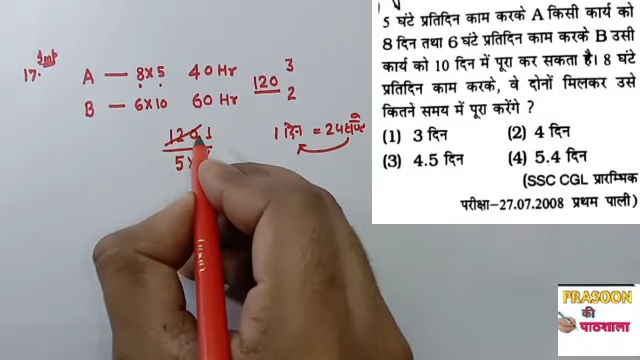 17. Imp
A — 8×5 40 Hr
B — 6×10 60 Hr
120 3
2
120 1
5×
1 दिन = 24 घण्टे
5 घंटे प्रतिदिन काम करके A किसी कार्य को
8 दिन तथा 6 घंटे प्रतिदिन काम करके B उसी
कार्य को 10 दिन में पूरा कर सकता है। 8 घंटे
प्रतिदिन काम करके, वे दोनों मिलकर उसे
कितने समय में पूरा करेंगे ?
(1) 3 दिन (2) 4 दिन
(3) 4.5 दिन (4) 5.4 दिन
(SSC CGL प्रारम्भिक
परीक्षा–27.07.2008 प्रथम पाली)
PRASOON
की
पाठशाला